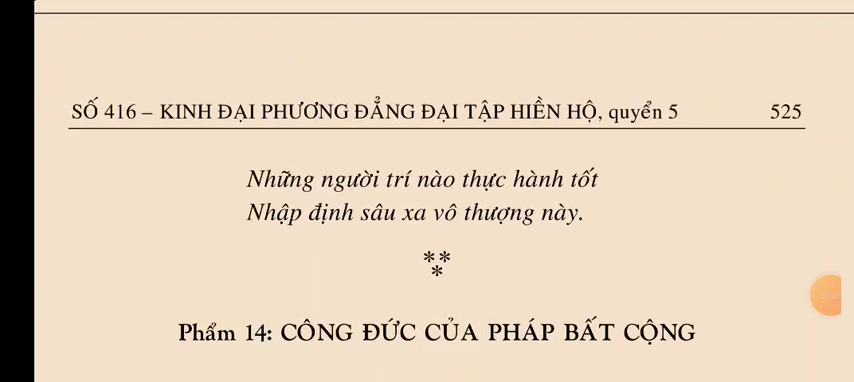 SỐ 416 – KINH ĐẠI PHƯƠNG ĐẲNG ĐẠI TẬP HIỀN HỘ, quyển 5 525
Những người trí nào thực hành tốt
Nhập định sâu xa vô thượng này.
**
*
Phẩm 14: CÔNG ĐỨC CỦA PHÁP BẤT CỘNG